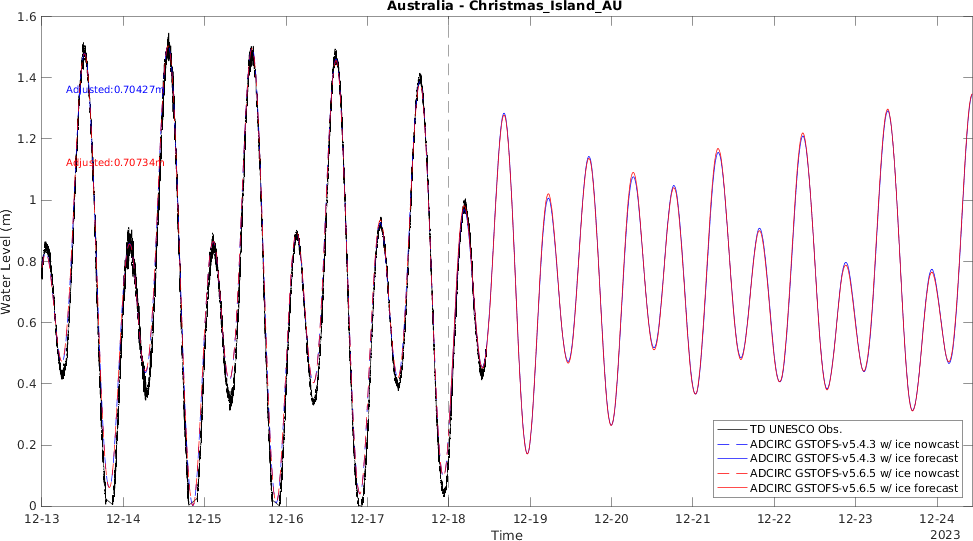 Australia - Christmas_Island_AU
1.6
1.4
1.2
1
0.8
0.6
0.4
0.2
0
Water Level (m)
Adjusted:0.70427m
Adjusted:0.70734m
TD UNESCO Obs.
ADCIRC GSTOFS-v5.4.3 w/ ice nowcast
ADCIRC GSTOFS-v5.4.3 w/ ice forecast
ADCIRC GSTOFS-v5.6.5 w/ ice nowcast
ADCIRC GSTOFS-v5.6.5 w/ ice forecast
12-13 12-14 12-15 12-16 12-17 12-18 12-19 12-20 12-21 12-22 12-23 12-24
Time
2023